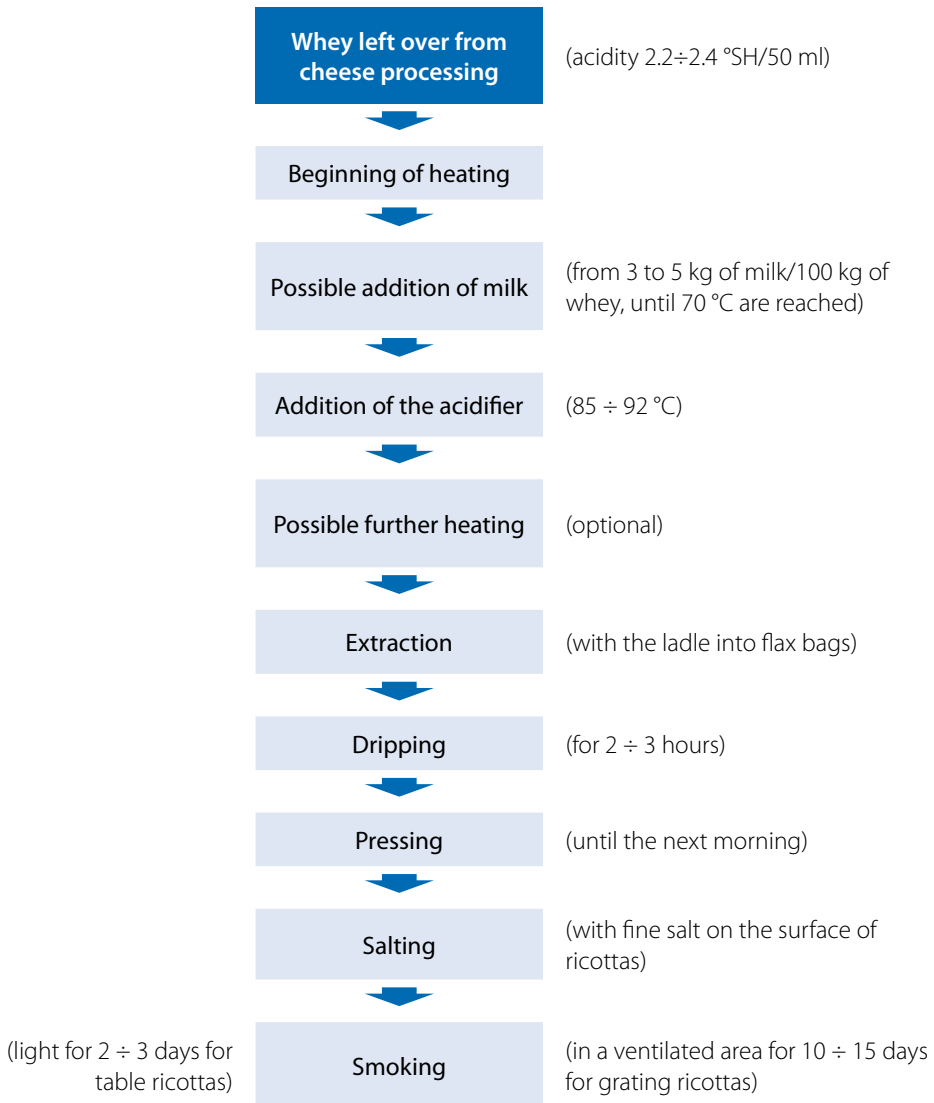 Whey left over from
cheese processing
(acidity 2.2÷2.4 °SH/50 ml)
Beginning of heating
Possible addition of milk
(from 3 to 5 kg of milk/100 kg of
whey, until 70 °C are reached)
Addition of the acidifier
(85 ÷ 92 °C)
Possible further heating
(optional)
Extraction
(with the ladle into flax bags)
Dripping
(for 2 ÷ 3 hours)
Pressing
(until the next morning)
Salting
(with fine salt on the surface of
ricottas)
(light for 2 ÷ 3 days for
table ricottas)
Smoking
(in a ventilated area for 10 ÷ 15 days
for grating ricottas)